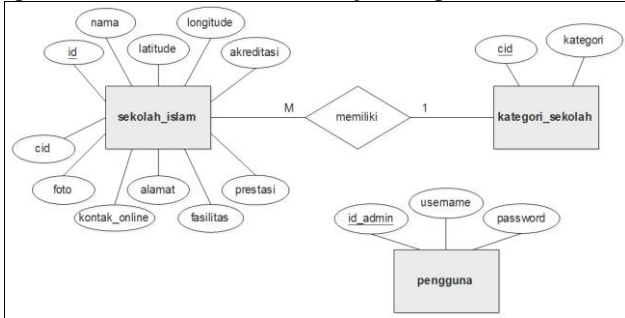 nama
longitude
id
latitude
akreditasi
cid
kategori
sekolah_islam
M
memiliki
1
kategori_sekolah
cid
foto
alamat
prestasi
kontak_online
fasilitas
id_admin
username
password
pengguna